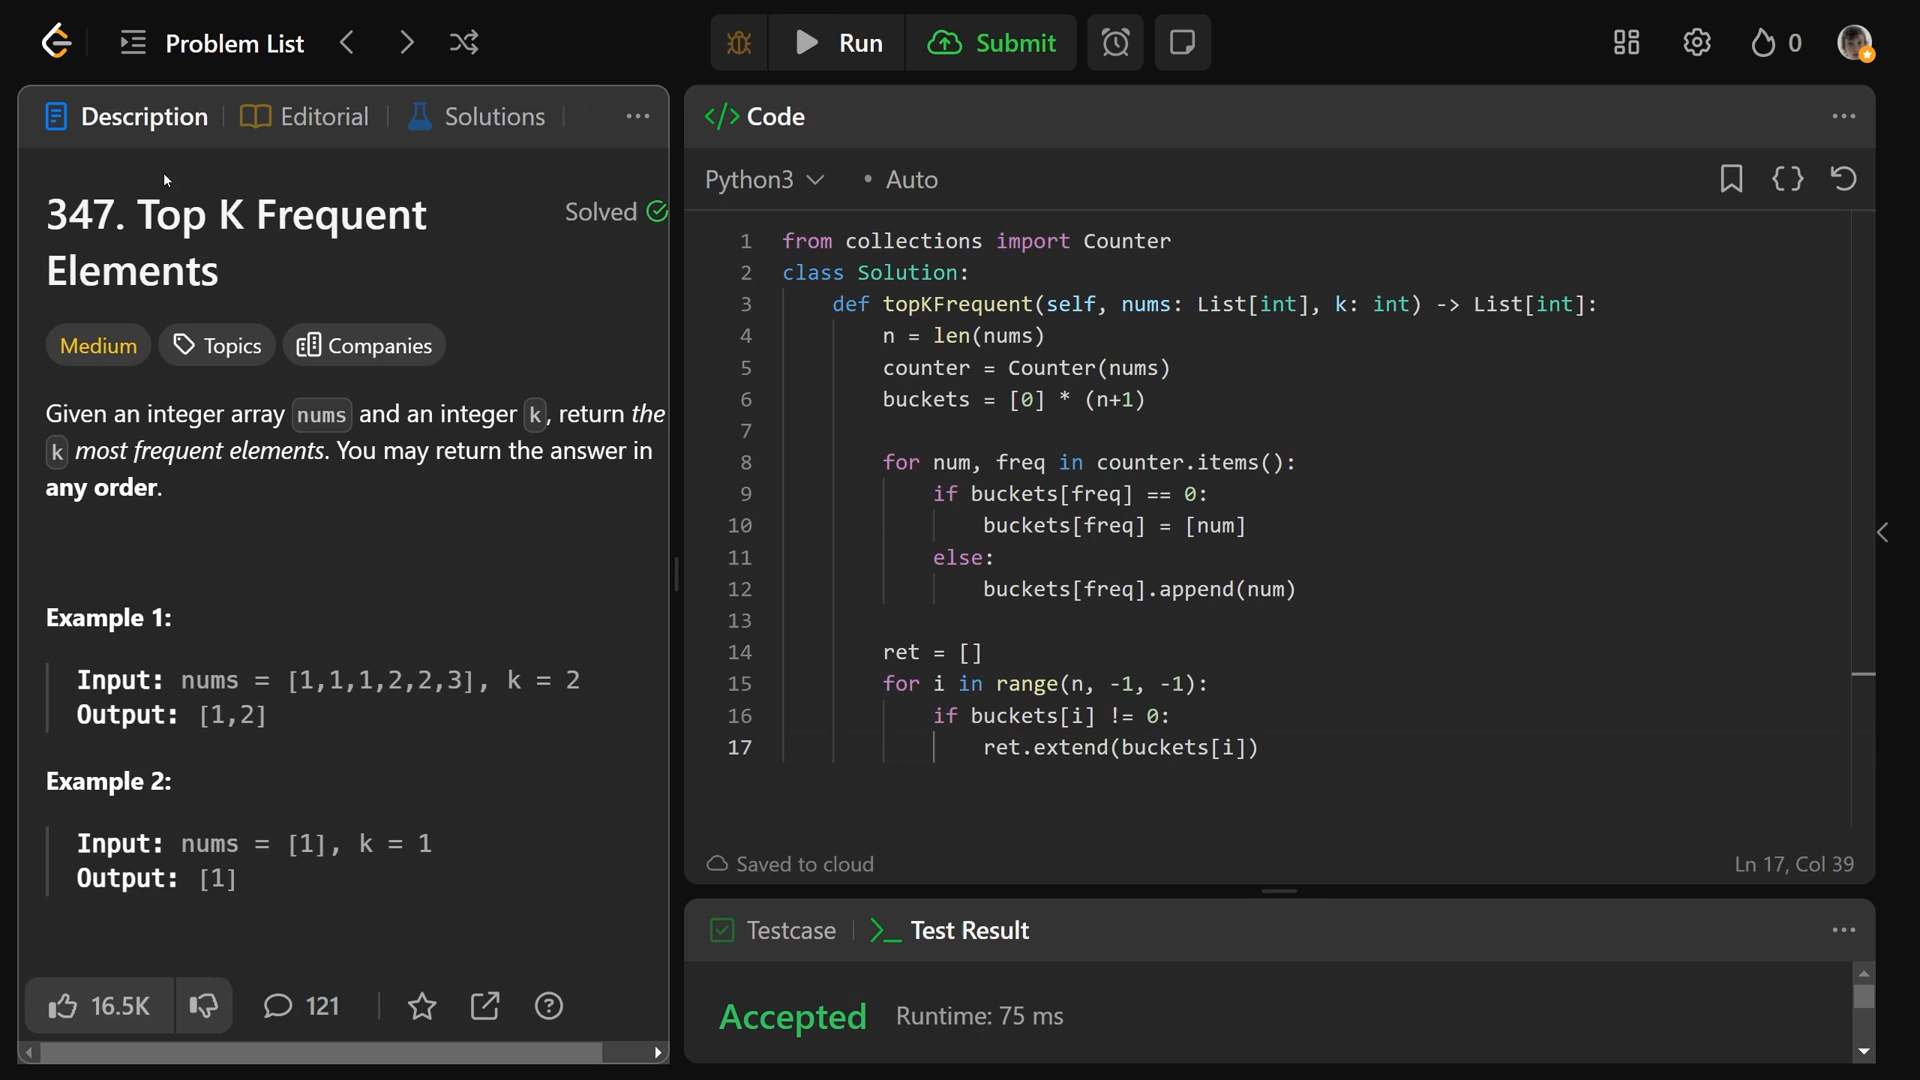 Problem List
Run
Submit
0
Description
Editorial
Solutions
347. Top K Frequent
Elements
Solved
Medium
Topics
Companies
Given an integer array nums and an integer k, return the
k most frequent elements. You may return the answer in
any order.
Example 1:
Input: nums = [1,1,1,2,2,3], k = 2
Output: [1,2]
Example 2:
Input: nums = [1], k = 1
Output: [1]
16.5K
121
</> Code
Python3
• Auto
1 from collections import Counter
2 class Solution:
3 def topKFrequent(self, nums: List[int], k: int) -> List[int]:
4 n = len(nums)
5 counter = Counter(nums)
6 buckets = [0] * (n+1)
7
8 for num, freq in counter.items():
9 if buckets[freq] == 0:
10 buckets[freq] = [num]
11 else:
12 buckets[freq].append(num)
13
14 ret = []
15 for i in range(n, -1, -1):
16 if buckets[i] != 0:
17 ret.extend(buckets[i])
Saved to cloud
Ln 17, Col 39
Testcase
Test Result
Accepted Runtime: 75 ms